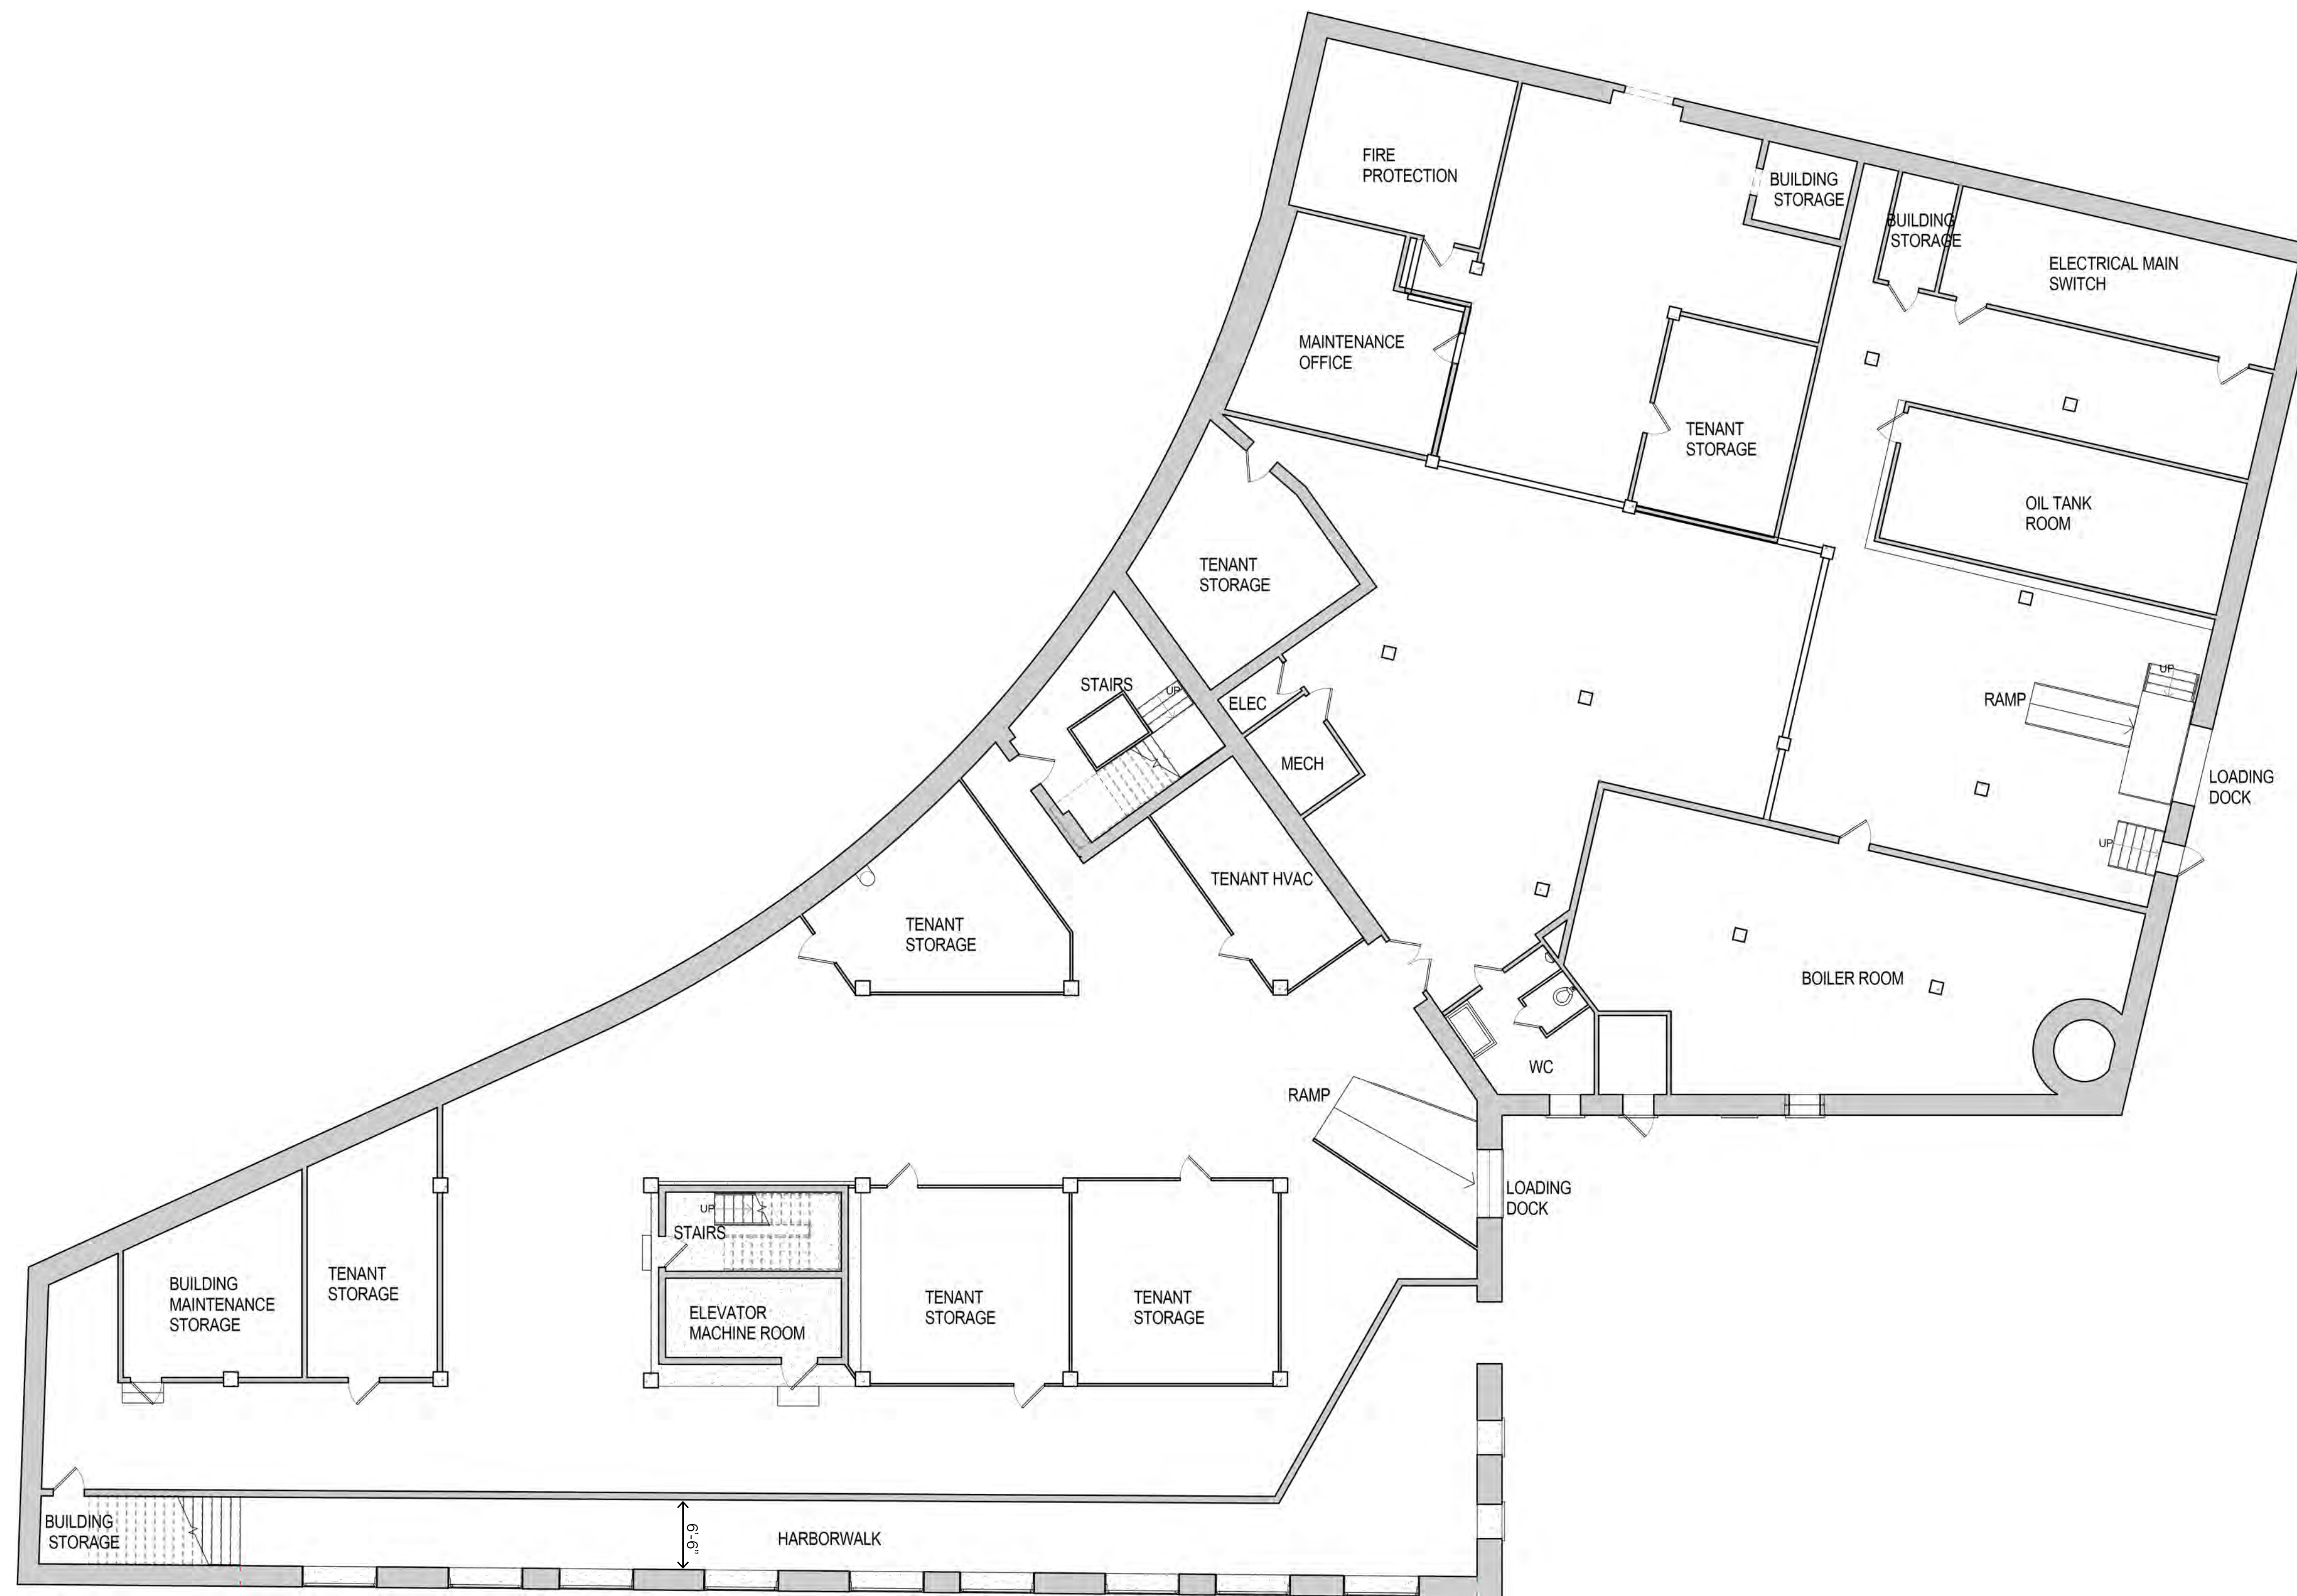 FIRE
PROTECTION
BUILDING
STORAGE
BUILDING
STORAGE
ELECTRICAL MAIN
SWITCH
MAINTENANCE
OFFICE
TENANT
STORAGE
OIL TANK
ROOM
TENANT
STORAGE
STAIRS
UP
ELEC
UP
RAMP
MECH
LOADING
DOCK
UP
TENANT HVAC
TENANT
STORAGE
BOILER ROOM
WC
RAMP
LOADING
DOCK
UP
STAIRS
BUILDING
MAINTENANCE
STORAGE
TENANT
STORAGE
ELEVATOR
MACHINE ROOM
TENANT
STORAGE
TENANT
STORAGE
BUILDING
STORAGE
9'-6"
HARBORWALK